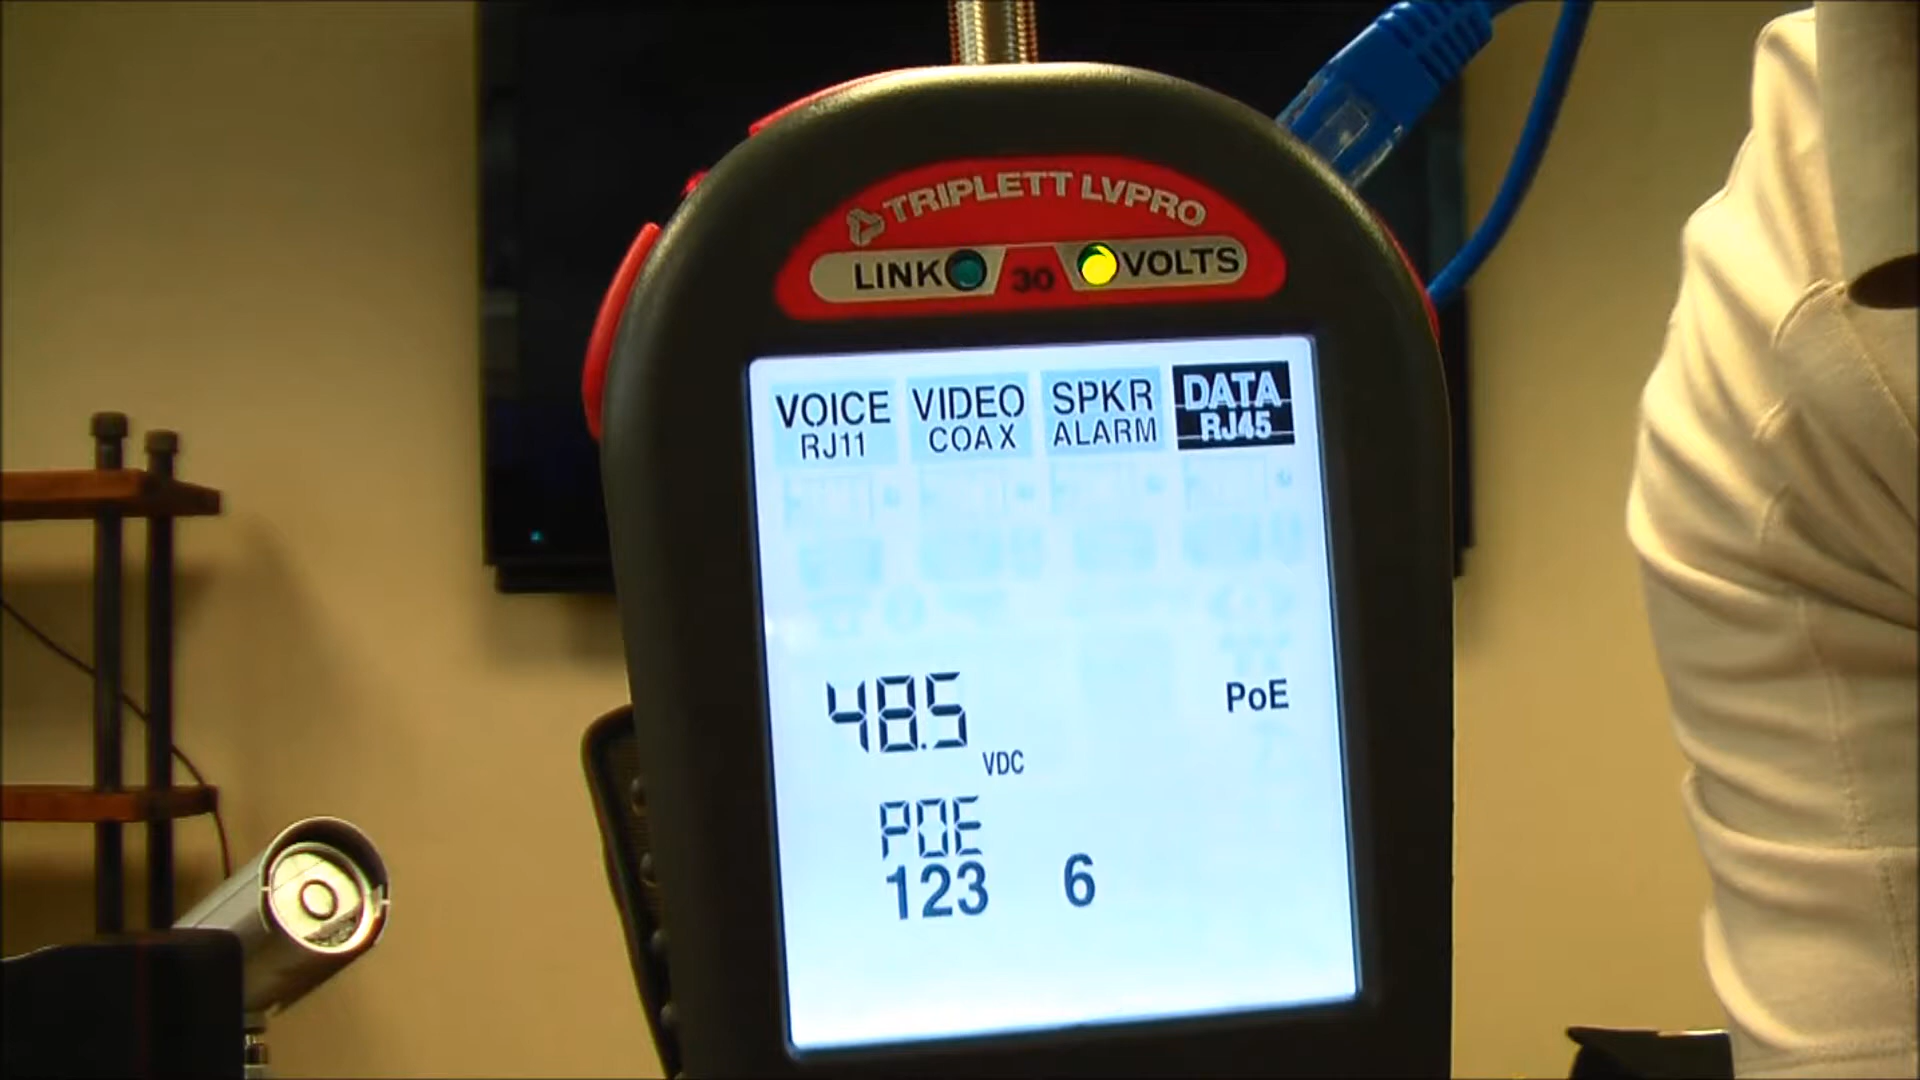 TRIPLETT LVPRO
LINK 30 VOLTS
VOICE VIDEO SPKR DATA
RJ11 COAX ALARM RJ45
48.5 VDC PoE
POE
123 6